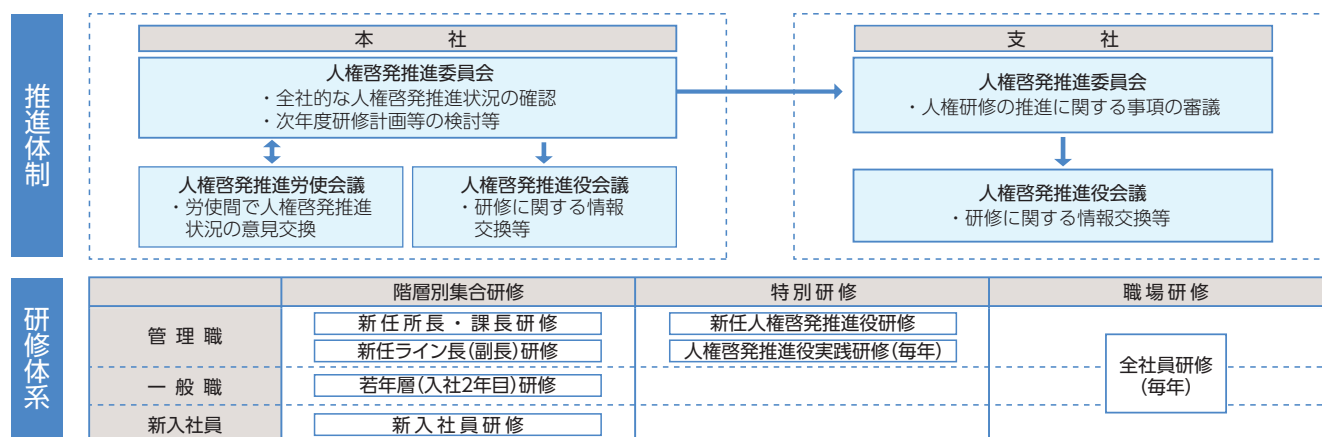 推進体制
本社
人権啓発推進委員会
・全社的な人権啓発推進状況の確認
・次年度研修計画等の検討等
人権啓発推進労使会議
・労使間で人権啓発推進
状況の意見交換
人権啓発推進役会議
・研修に関する情報
交換等
支社
人権啓発推進委員会
・人権研修の推進に関する事項の審議
人権啓発推進役会議
・研修に関する情報交換等
研修体系
階層別集合研修
特別研修
職場研修
管理職
新任所長・課長研修
新任ライン長(副長)研修
新任人権啓発推進役研修
人権啓発推進役実践研修(毎年)
全社員研修
(毎年)
一般職
若年層(入社2年目)研修
新入社員
新入社員研修